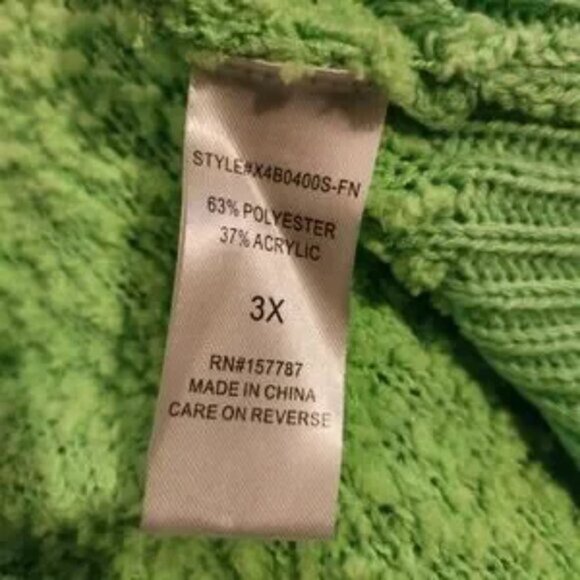 STYLE#X4B0400S-FN
63% POLYESTER
37% ACRYLIC
3X
RN#157787
MADE IN CHINA
CARE ON REVERSE